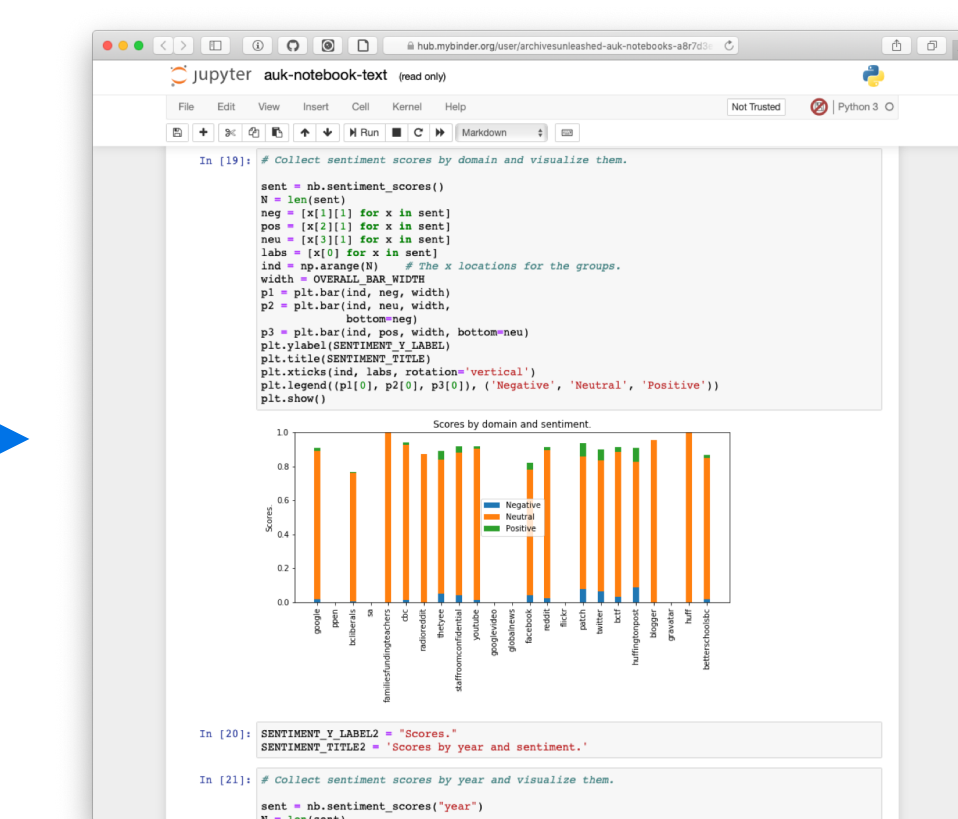 hub.mybinder.org/user/archivesunleashed-auk-notebooks-a8r7d3
jupyter auk-notebook-text (read only)
File Edit View Insert Cell Kernel Help Not Trusted Python 3
Run Markdown
In [19]: # Collect sentiment scores by domain and visualize them.
sent = nb.sentiment_scores()
N = len(sent)
neg = [x[1][1] for x in sent]
pos = [x[2][1] for x in sent]
neu = [x[3][1] for x in sent]
labs = [x[0] for x in sent]
ind = np.arange(N)    # The x locations for the groups.
width = OVERALL_BAR_WIDTH
p1 = plt.bar(ind, neg, width)
p2 = plt.bar(ind, neu, width,
             bottom=neg)
p3 = plt.bar(ind, pos, width, bottom=neu)
plt.ylabel(SENTIMENT_Y_LABEL)
plt.title(SENTIMENT_TITLE)
plt.xticks(ind, labs, rotation='vertical')
plt.legend((p1[0], p2[0], p3[0]), ('Negative', 'Neutral', 'Positive'))
plt.show()
Scores by domain and sentiment.
1.0
0.8
0.6
0.4
0.2
0.0
Scores.
Negative
Neutral
Positive
google
ppen
bcliberals
sa
familiesfundingteachers
cbc
radioreddit
thetyee
staffroomconfidential
youtube
googlevideo
globalnews
facebook
reddit
flickr
patch
twitter
bctf
huffingtonpost
blogger
gravatar
huff
betterschoolsbc
In [20]: SENTIMENT_Y_LABEL2 = "Scores."
SENTIMENT_TITLE2 = 'Scores by year and sentiment.'
In [21]: # Collect sentiment scores by year and visualize them.
sent = nb.sentiment_scores("year")
N = len(sent)